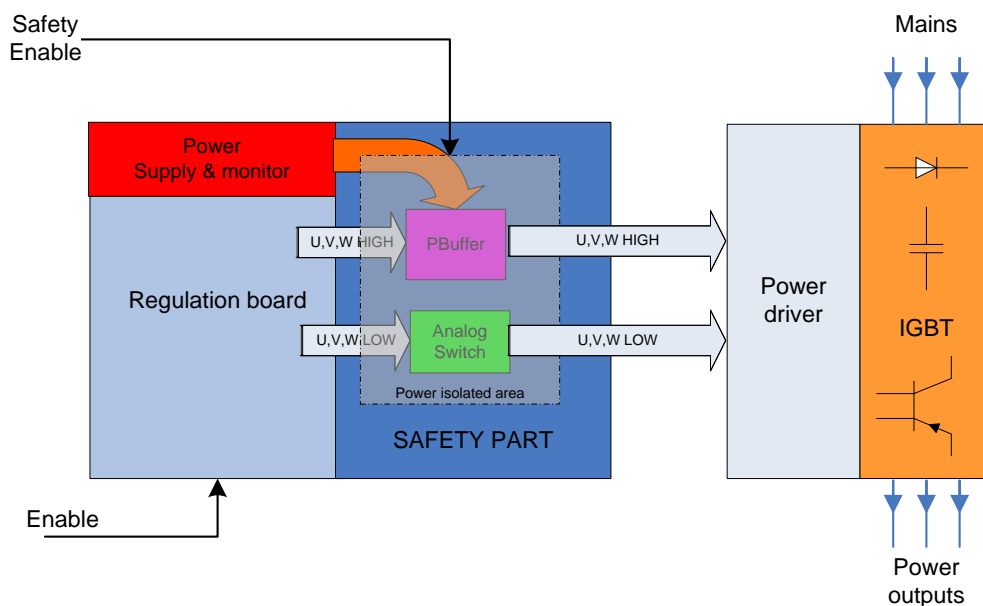 Safety
Enable
Mains
Power
Supply & monitor
U,V,W HIGH
PBuffer
U,V,W HIGH
Regulation board
Power
driver
IGBT
U,V,W LOW
Analog
Switch
U,V,W LOW
Power isolated area
SAFETY PART
Enable
Power
outputs